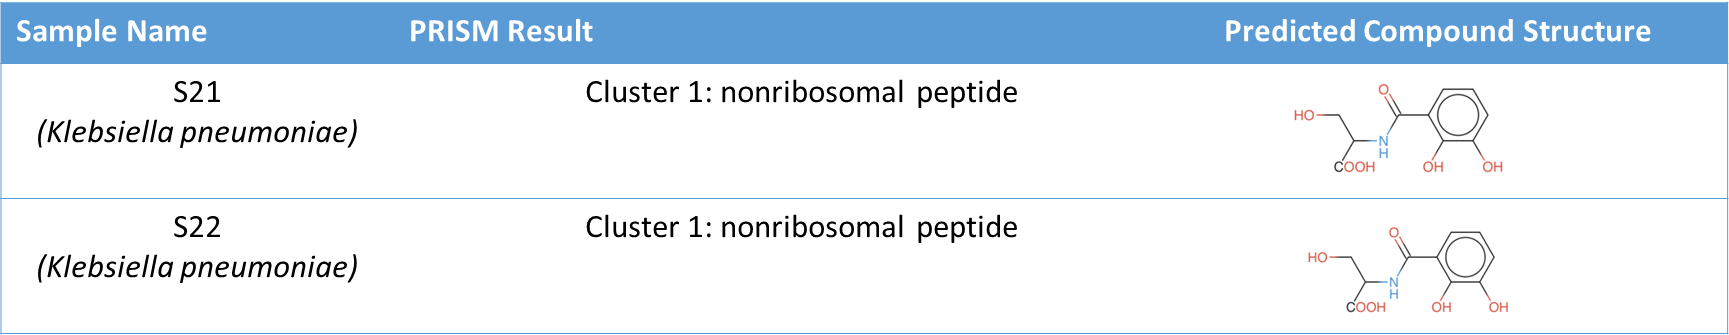 Sample Name PRISM Result Predicted Compound Structure
S21 Cluster 1: nonribosomal peptide
(Klebsiella pneumoniae)
O
HO
N
H
COOH OH OH
S22 Cluster 1: nonribosomal peptide
(Klebsiella pneumoniae)
O
HO
N
H
COOH OH OH